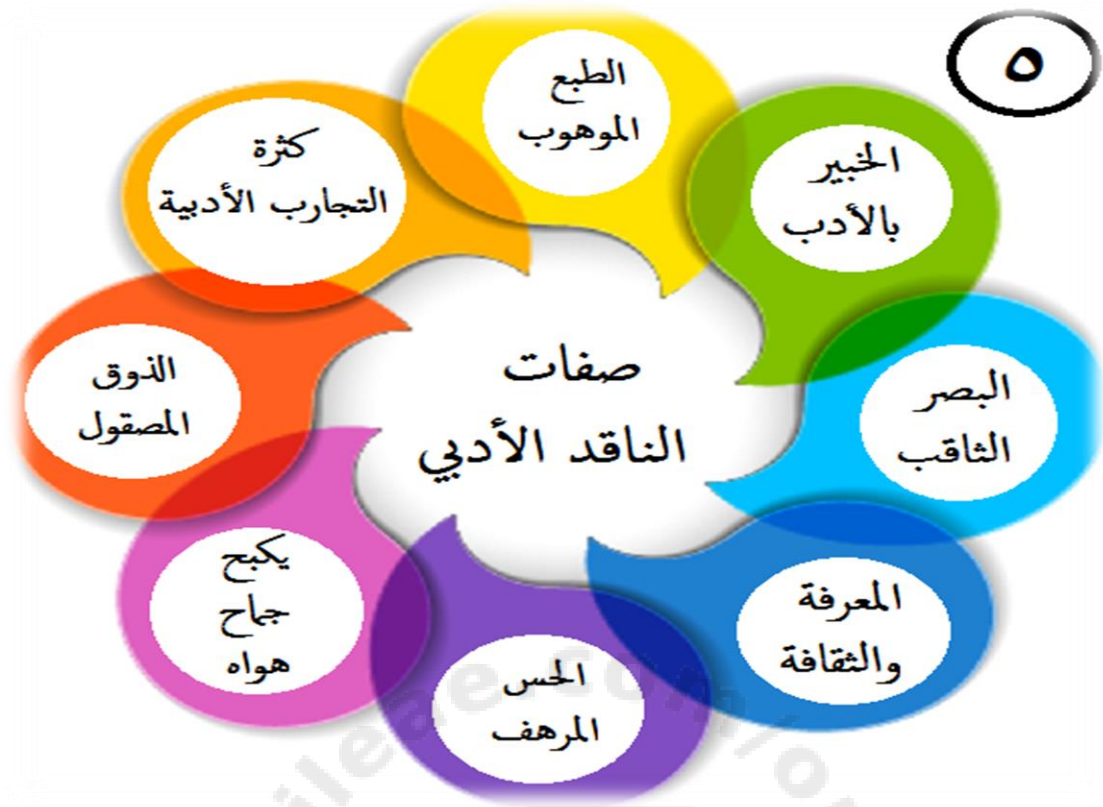 ٥
صفات
الناقد الأدبي
الطبع
الموهوب
الخبير
بالأدب
البصر
الثاقب
المعرفة
والثقافة
الحس
المرهف
يكبح
جماح
هواه
الذوق
المصقول
كثرة
التجارب الأدبية